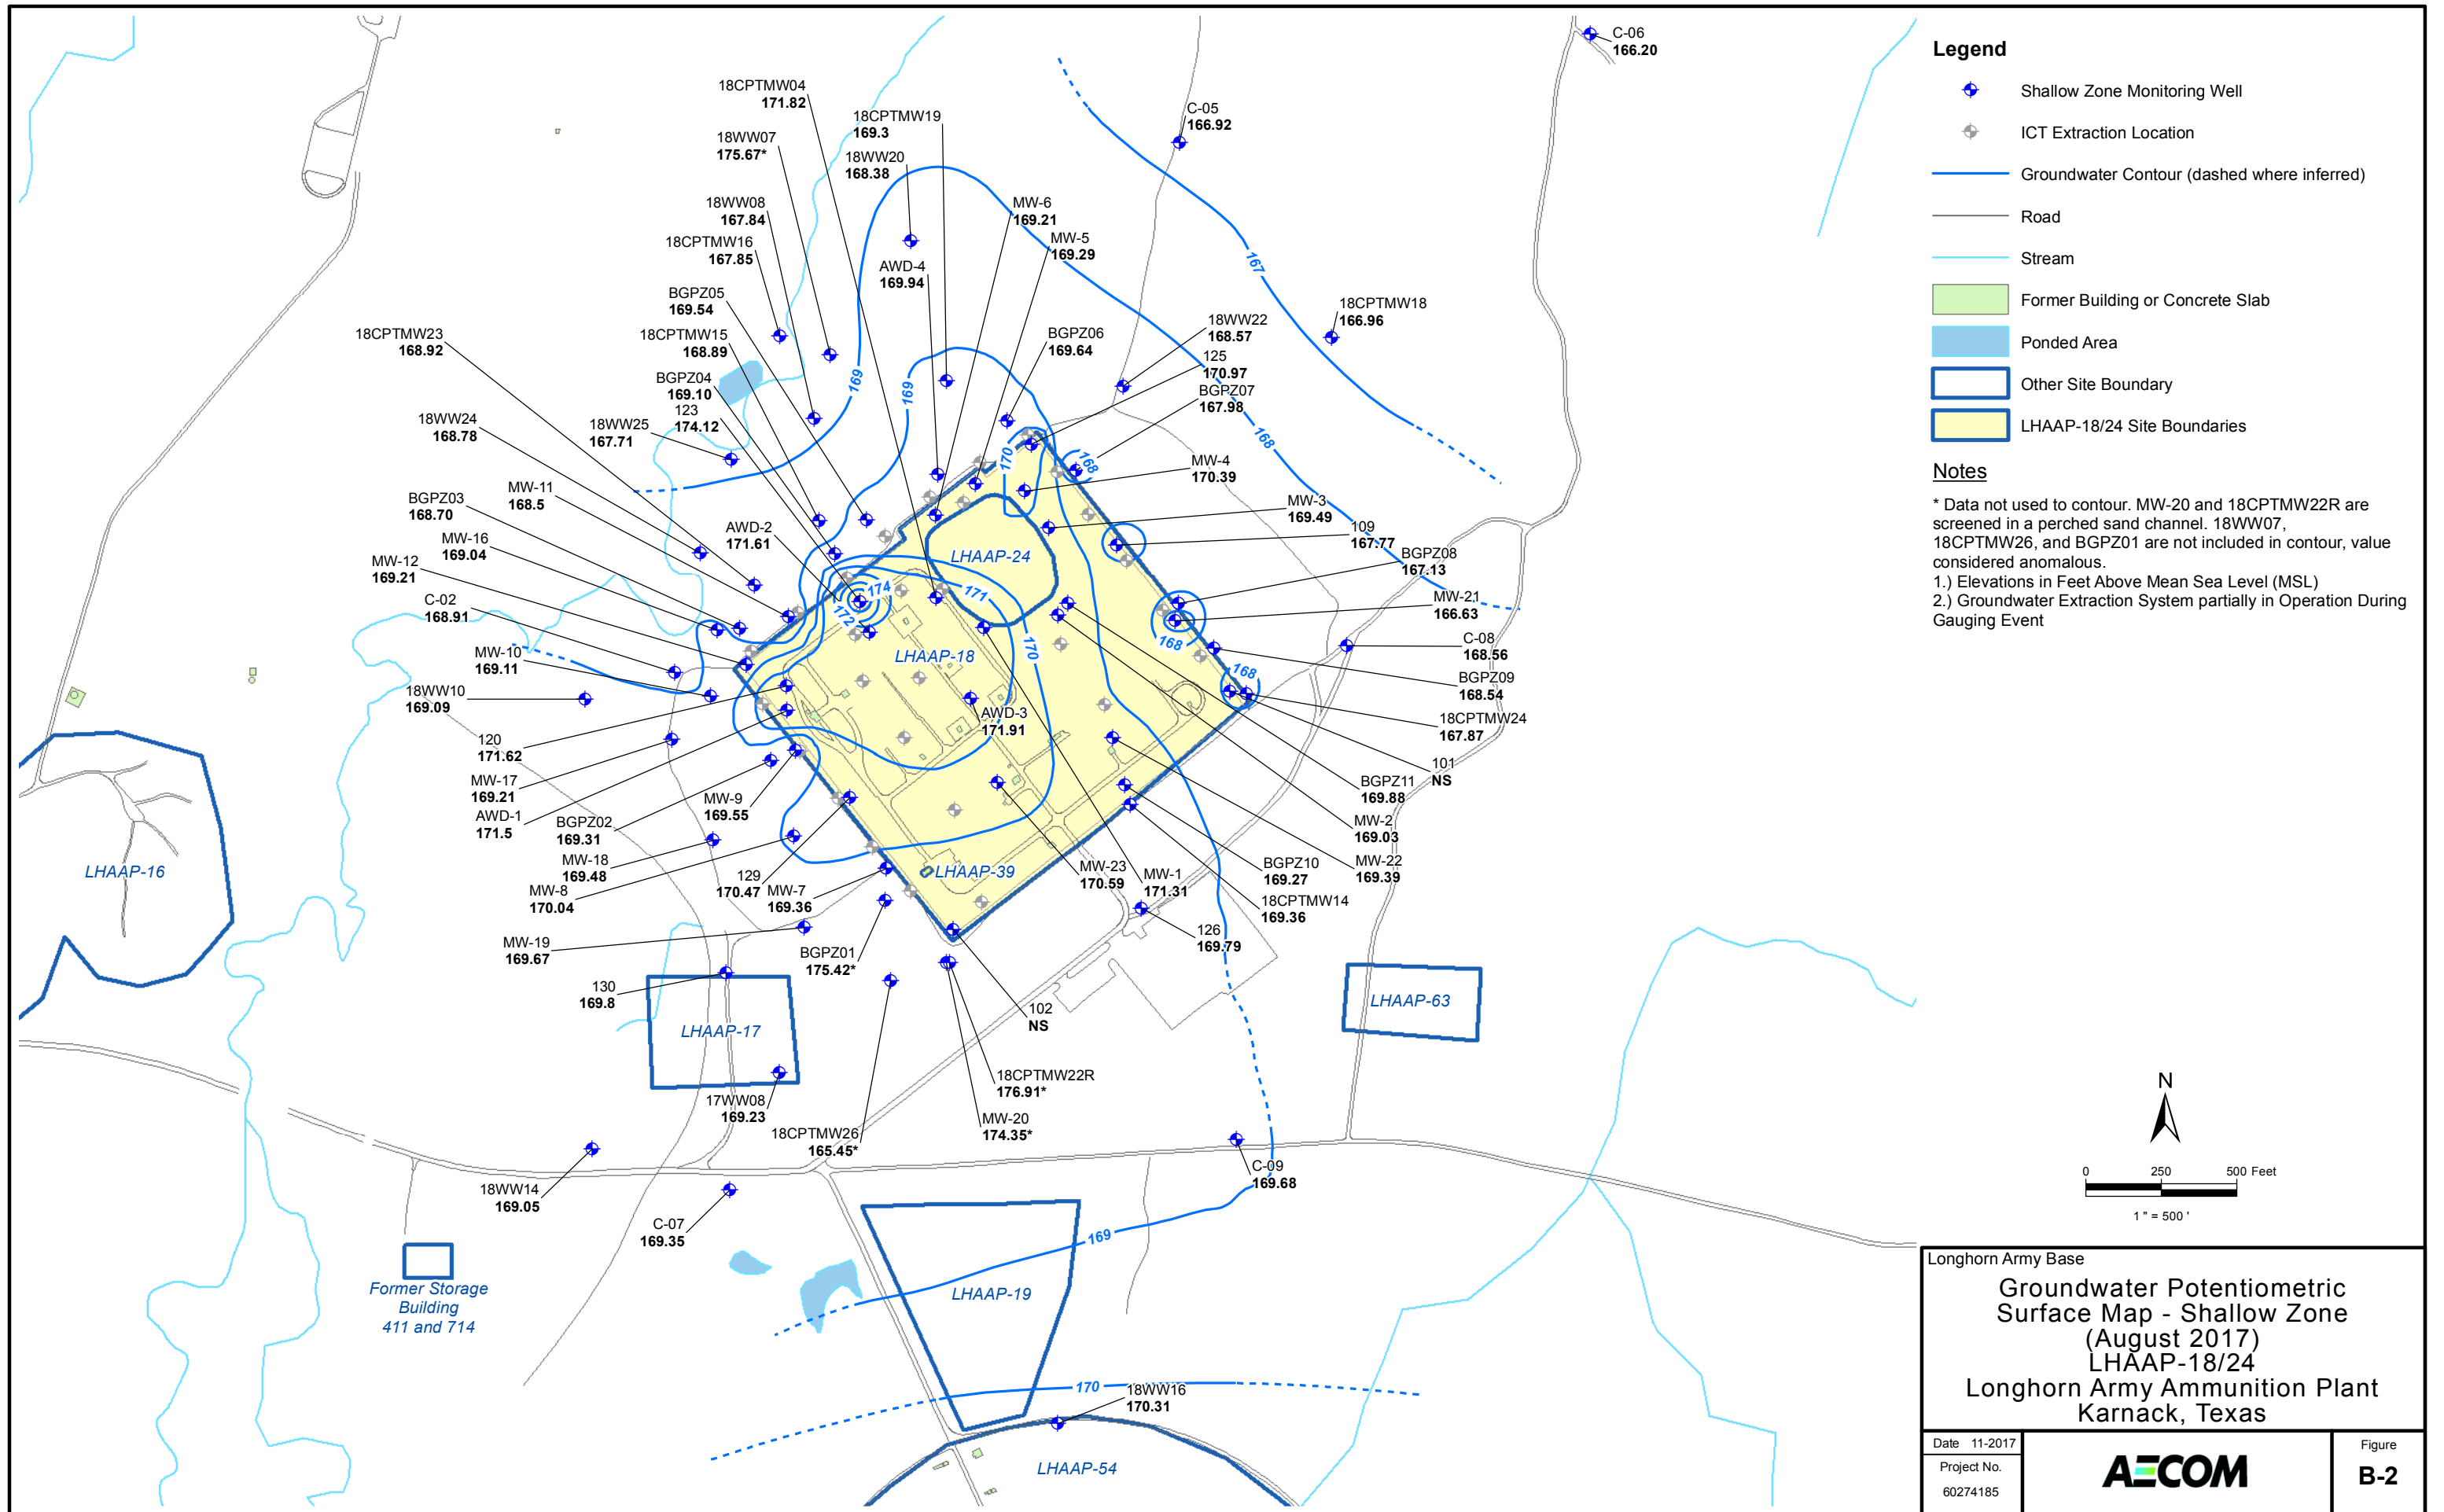 C-06
166.20
C-05
166.92
18CPTMW04
171.82
18CPTMW19
169.3
18WW07
175.67*
18WW20
168.38
18WW08
167.84
MW-6
169.21
18CPTMW16
167.85
MW-5
169.29
AWD-4
169.94
BGPZ05
169.54
18CPTMW18
166.96
18CPTMW23
168.92
18CPTMW15
168.89
BGPZ06
169.64
18WW22
168.57
125
170.97
BGPZ04
169.10
BGPZ07
167.98
123
174.12
18WW24
168.78
18WW25
167.71
MW-4
170.39
BGPZ03
168.70
MW-11
168.5
MW-3
169.49
109
167.77
AWD-2
171.61
MW-16
169.04
BGPZ08
167.13
MW-12
169.21
MW-21
166.63
C-02
168.91
C-08
168.56
MW-10
169.11
BGPZ09
168.54
18WW10
169.09
18CPTMW24
167.87
AWD-3
171.91
120
171.62
101
NS
MW-17
169.21
BGPZ11
169.88
AWD-1
171.5
MW-9
169.55
BGPZ02
169.31
MW-2
169.03
MW-18
169.48
MW-22
169.39
BGPZ10
169.27
MW-23
170.59
MW-1
171.31
129
170.47
MW-8
170.04
MW-7
169.36
18CPTMW14
169.36
126
169.79
MW-19
169.67
BGPZ01
175.42*
130
169.8
102
NS
18CPTMW22R
176.91*
17WW08
169.23
MW-20
174.35*
18CPTMW26
165.45*
C-09
169.68
18WW14
169.05
C-07
169.35
18WW16
170.31
167
169
169
168
168
170
174
172
171
170
168
168
169
170
LHAAP-24
LHAAP-18
LHAAP-39
LHAAP-16
LHAAP-17
LHAAP-63
LHAAP-19
LHAAP-54
Former Storage
Building
411 and 714
Legend
Shallow Zone Monitoring Well
ICT Extraction Location
Groundwater Contour (dashed where inferred)
Road
Stream
Former Building or Concrete Slab
Ponded Area
Other Site Boundary
LHAAP-18/24 Site Boundaries
Notes
* Data not used to contour. MW-20 and 18CPTMW22R are
screened in a perched sand channel. 18WW07,
18CPTMW26, and BGPZ01 are not included in contour, value
considered anomalous.
1.) Elevations in Feet Above Mean Sea Level (MSL)
2.) Groundwater Extraction System partially in Operation During
Gauging Event
N
0 250 500 Feet
1 " = 500 '
Longhorn Army Base
Groundwater Potentiometric
Surface Map - Shallow Zone
(August 2017)
LHAAP-18/24
Longhorn Army Ammunition Plant
Karnack, Texas
Date 11-2017
Project No.
60274185
AECOM
Figure
B-2